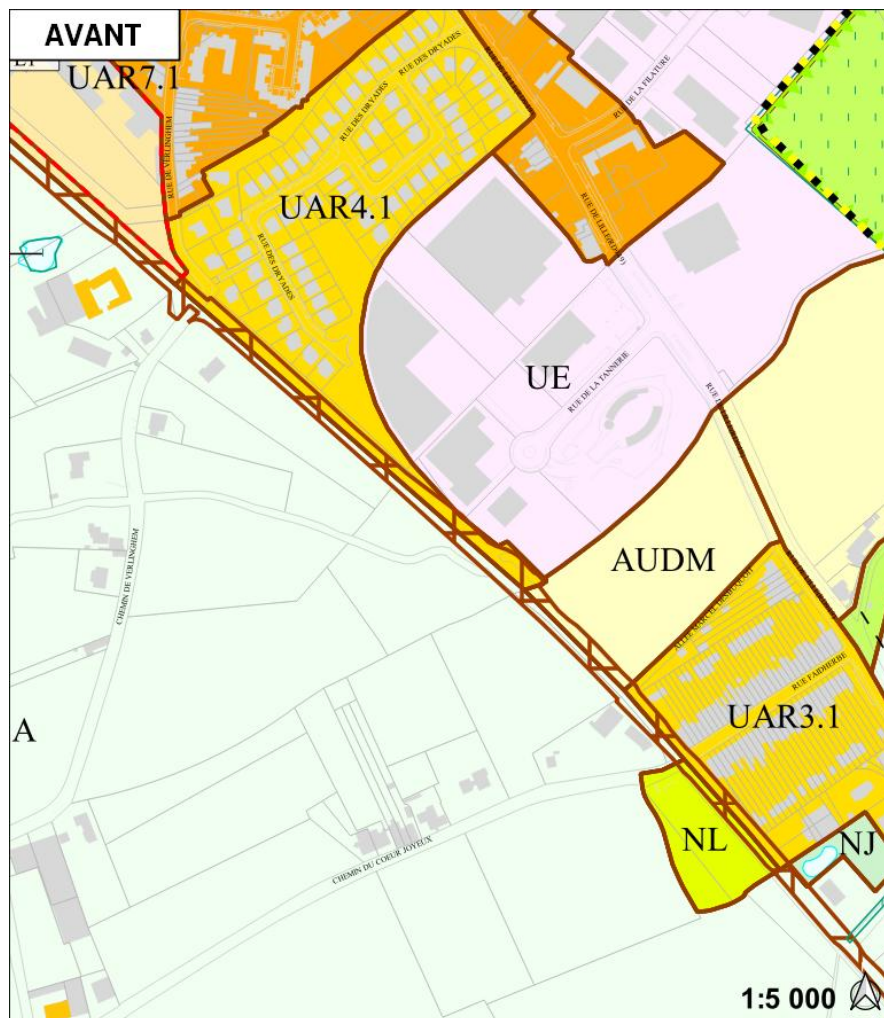 AVANT
UAR7.1
RUE DES DRYADES
RUE DES DRYADES
RUE DE LA FILATURE
RUE DE VERLINGHEM
UAR4.1
RUE DES DRYADES
UE
RUE DE LA TANNERIE
AUDM
CHEMIN DE VERLINGHEM
RUE FAIDHERBE
UAR3.1
A
NL
NJ
CHEMIN DU COEUR JOYEUX
1:5 000